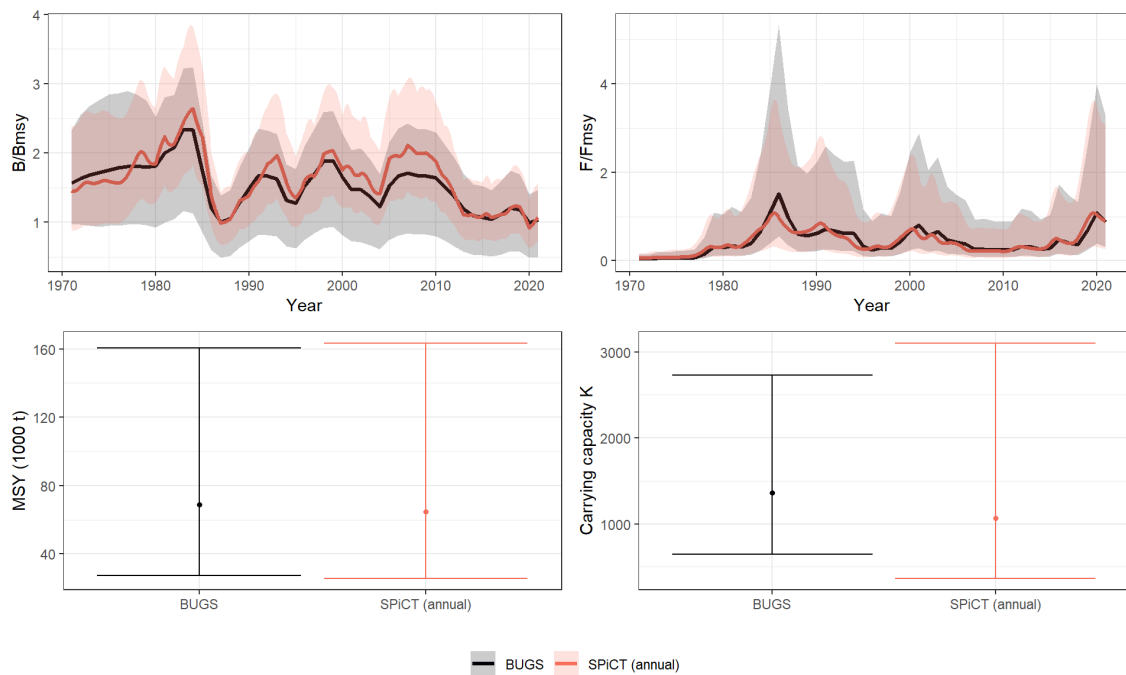 B/Bmsy
4
3
2
1
1970 1980 1990 2000 2010 2020
Year
F/Fmsy
4
2
0
1970 1980 1990 2000 2010 2020
Year
MSY (1000 t)
160
120
80
40
BUGS SPiCT (annual)
Carrying capacity K
3000
2000
1000
BUGS SPiCT (annual)
BUGS SPiCT (annual)